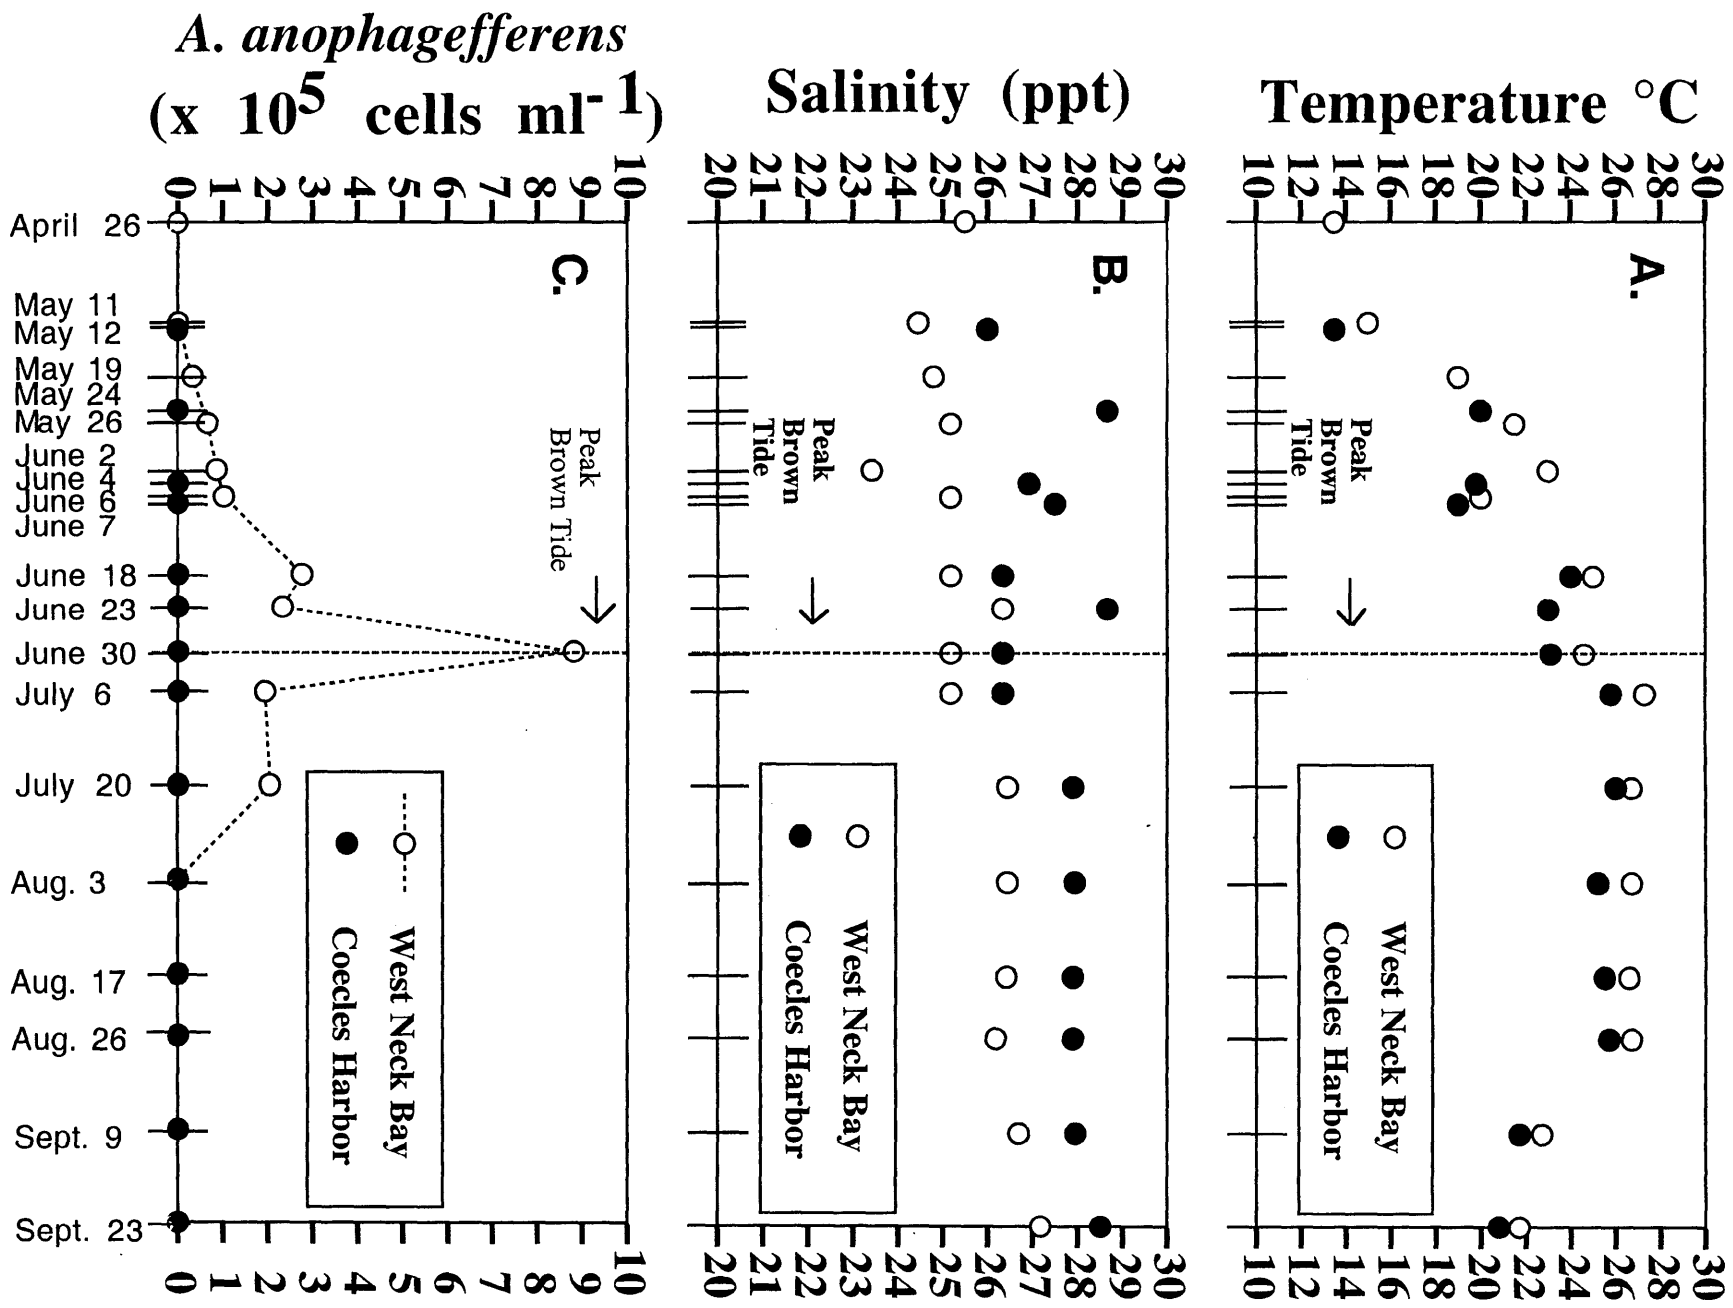 A. anophagefferens
(x 10⁵ cells ml⁻¹)
Salinity (ppt)
Temperature °C
0 1 2 3 4 5 6 7 8 9 10
20 21 22 23 24 25 26 27 28 29 30
10 12 14 16 18 20 22 24 26 28 30
April 26
May 11
May 12
May 19
May 24
May 26
June 2
June 4
June 6
June 7
June 18
June 23
June 30
July 6
July 20
Aug. 3
Aug. 17
Aug. 26
Sept. 9
Sept. 23
C.
Peak
Brown Tide
West Neck Bay
Coecles Harbor
B.
Peak
Brown
Tide
West Neck Bay
Coecles Harbor
A.
Peak
Brown
Tide
West Neck Bay
Coecles Harbor
0 1 2 3 4 5 6 7 8 9 10
20 21 22 23 24 25 26 27 28 29 30
10 12 14 16 18 20 22 24 26 28 30